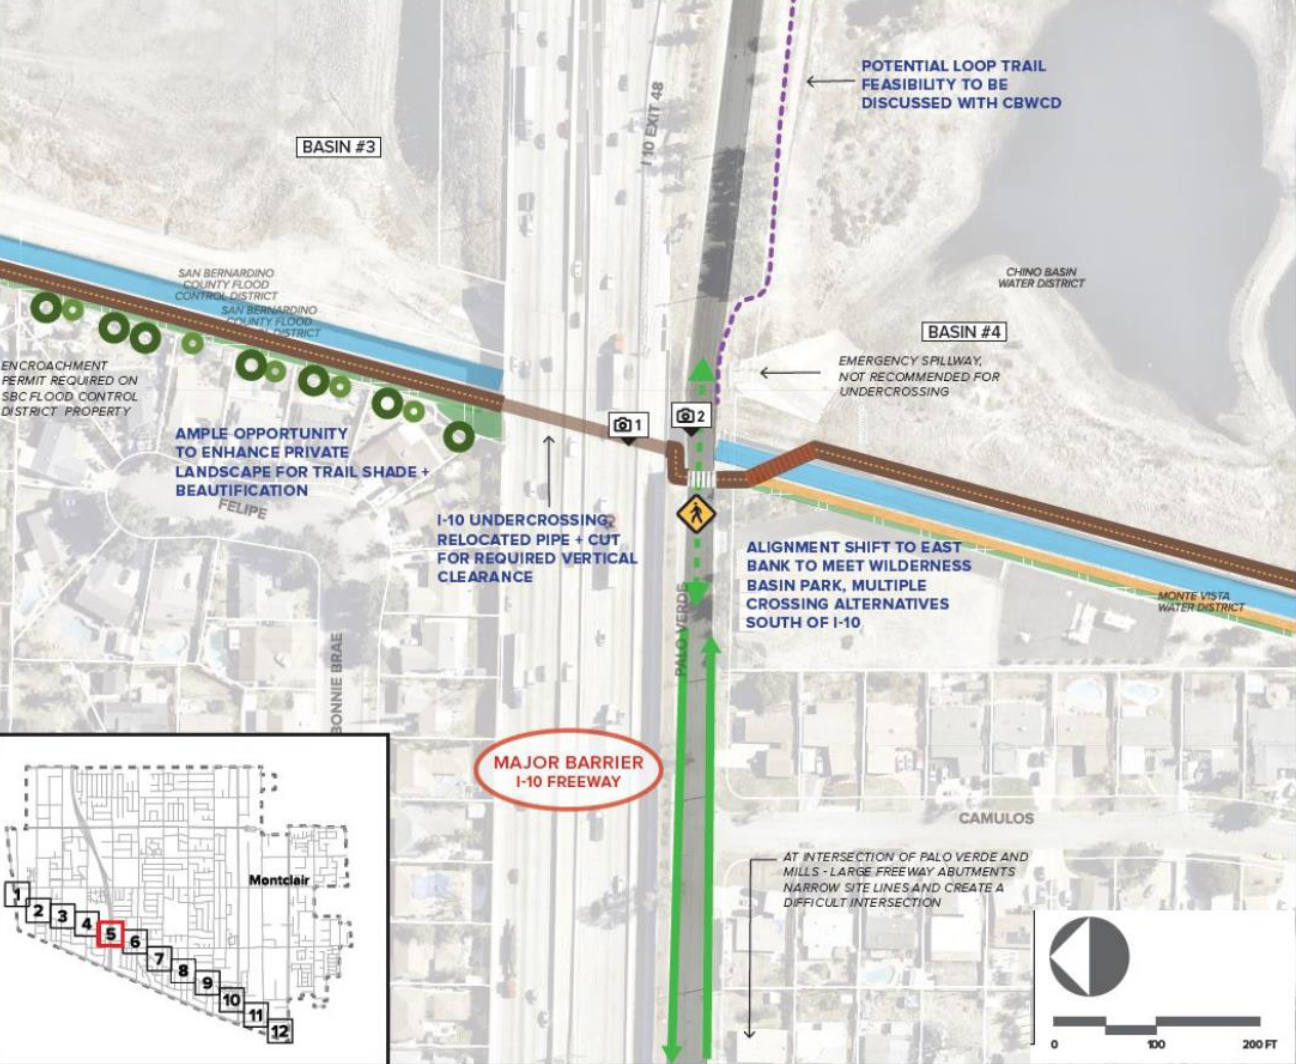 POTENTIAL LOOP TRAIL
FEASIBILITY TO BE
DISCUSSED WITH CBWCD
I 10 EXIT 48
BASIN #3
SAN BERNARDINO
COUNTY FLOOD
CONTROL DISTRICT
SAN BERNARDINO
COUNTY FLOOD
DISTRICT
CHINO BASIN
WATER DISTRICT
BASIN #4
ENCROACHMENT
PERMIT REQUIRED ON
SBC FLOOD CONTROL
DISTRICT PROPERTY
EMERGENCY SPILLWAY,
NOT RECOMMENDED FOR
UNDERCROSSING
1
2
AMPLE OPPORTUNITY
TO ENHANCE PRIVATE
LANDSCAPE FOR TRAIL SHADE +
BEAUTIFICATION
FELIPE
I-10 UNDERCROSSING,
RELOCATED PIPE + CUT
FOR REQUIRED VERTICAL
CLEARANCE
ALIGNMENT SHIFT TO EAST
BANK TO MEET WILDERNESS
BASIN PARK, MULTIPLE
CROSSING ALTERNATIVES
SOUTH OF I-10
MONTE VISTA
WATER DISTRICT
PALO VERDE
BONNIE BRAE
MAJOR BARRIER
I-10 FREEWAY
CAMULOS
AT INTERSECTION OF PALO VERDE AND
MILLS - LARGE FREEWAY ABUTMENTS
NARROW SITE LINES AND CREATE A
DIFFICULT INTERSECTION
Montclair
1
2
3
4
5
6
7
8
9
10
11
12
0 100 200 FT